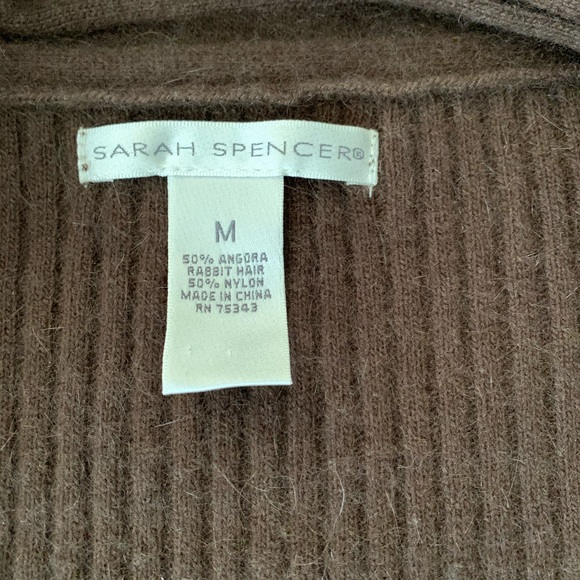 SARAH SPENCER®
M
50% ANGORA
RABBIT HAIR
50% NYLON
MADE IN CHINA
RN 75343